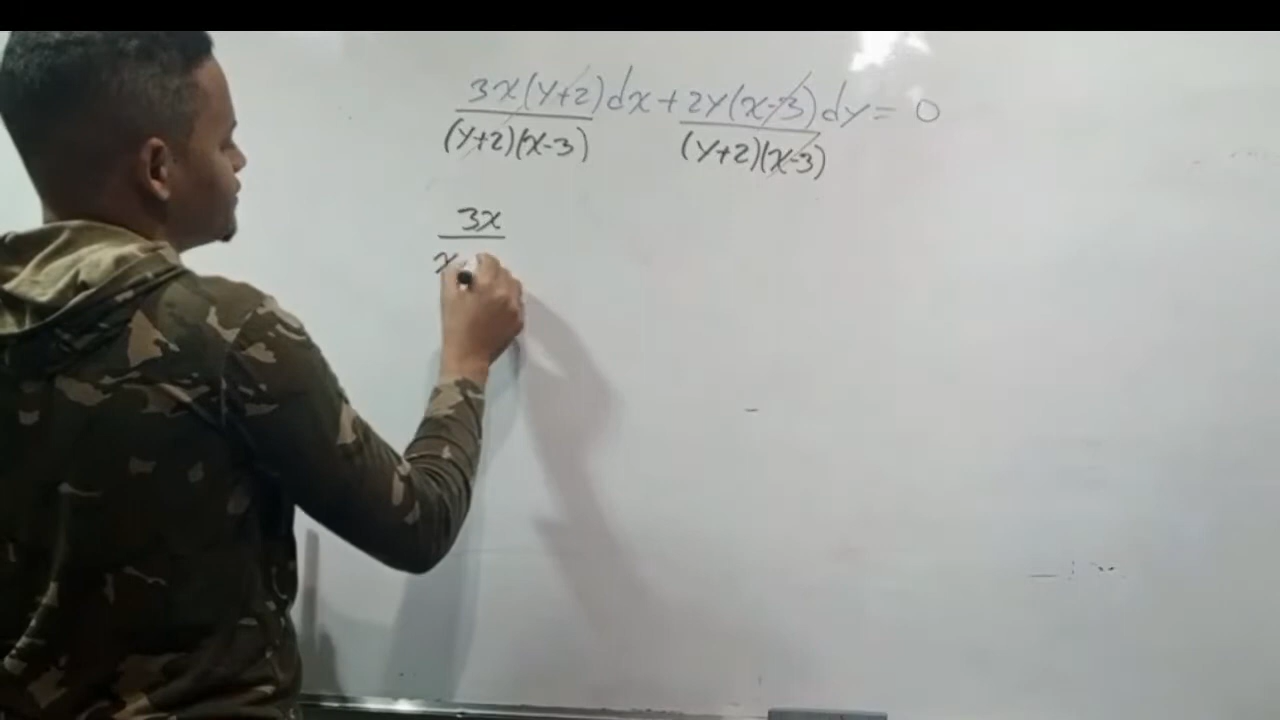 3x(y+2)dx + 2y(x-3)dy = 0
(y+2)(x-3) (y+2)(x-3)
3x
x